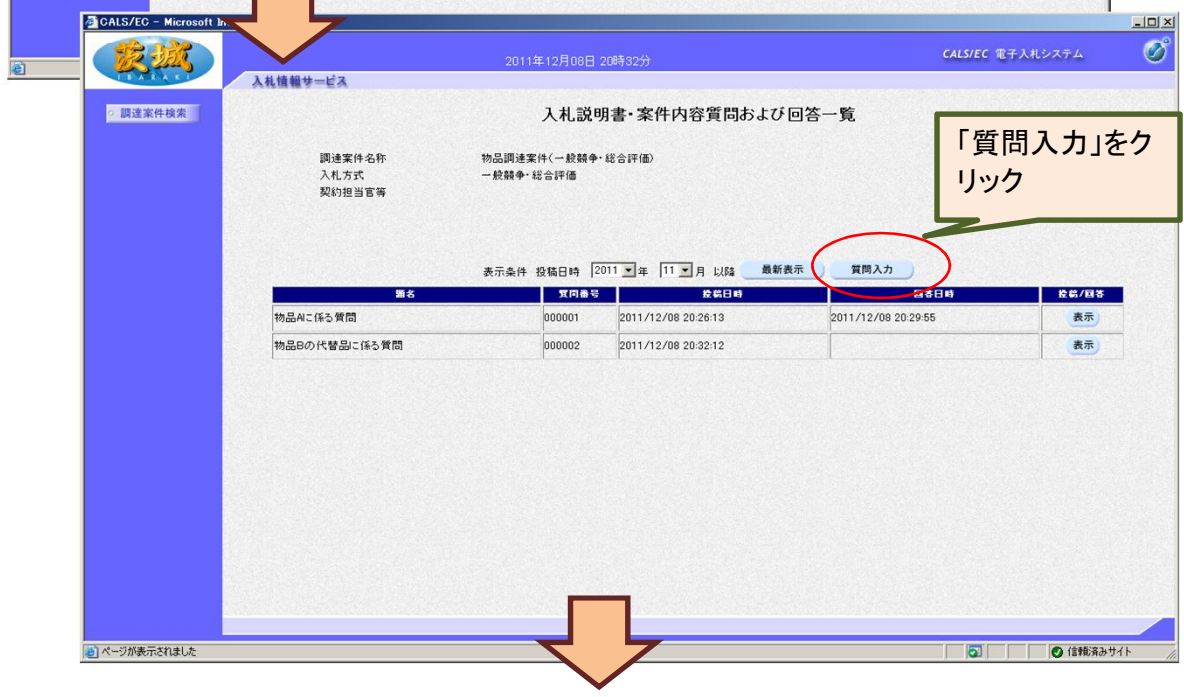 CALS/EC - Microsoft In
茨城
IBARAKI
2011年12月08日 20時32分
CALS/EC 電子入札システム
入札情報サービス
調達案件検索
入札説明書・案件内容質問および回答一覧
「質問入力」をク
リック
調達案件名称 物品調達案件(一般競争・総合評価)
入札方式 一般競争・総合評価
契約担当官等
表示条件 投稿日時 2011 年 11 月 以降 最新表示 質問入力
題名 質問番号 投稿日時 回答日時 投稿/回答
物品Aに係る質問 000001 2011/12/08 20:26:13 2011/12/08 20:29:55 表示
物品Bの代替品に係る質問 000002 2011/12/08 20:32:12 表示
ページが表示されました
信頼済みサイト